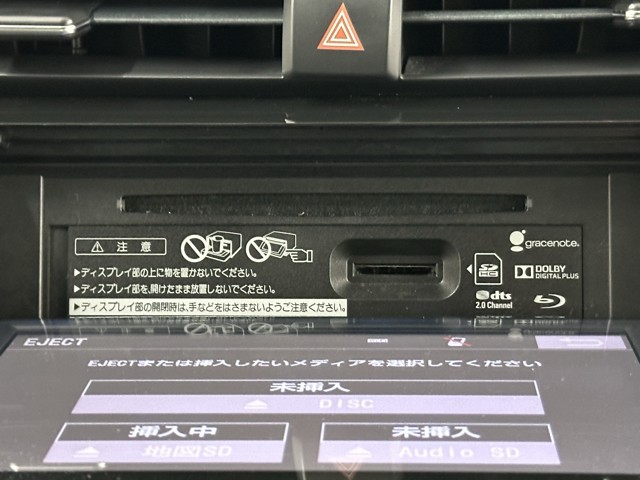 ⚠ 注意
▶ディスプレイ部の上に物を置かないでください。
▶ディスプレイ部を、開けたまま放置しないでください。
▶ディスプレイ部の開閉時は、手などをはさまないようご注意ください。
gracenote.
SD HC
DOLBY
DIGITAL PLUS
dts
2.0 Channel
EJECT
EJECTまたは挿入したいメディアを選択してください
未挿入
DISC
挿入中
地図SD
未挿入
Audio SD